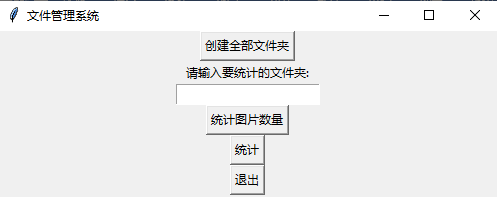 文件管理系统
创建全部文件夹
请输入要统计的文件夹:
统计图片数量
统计
退出